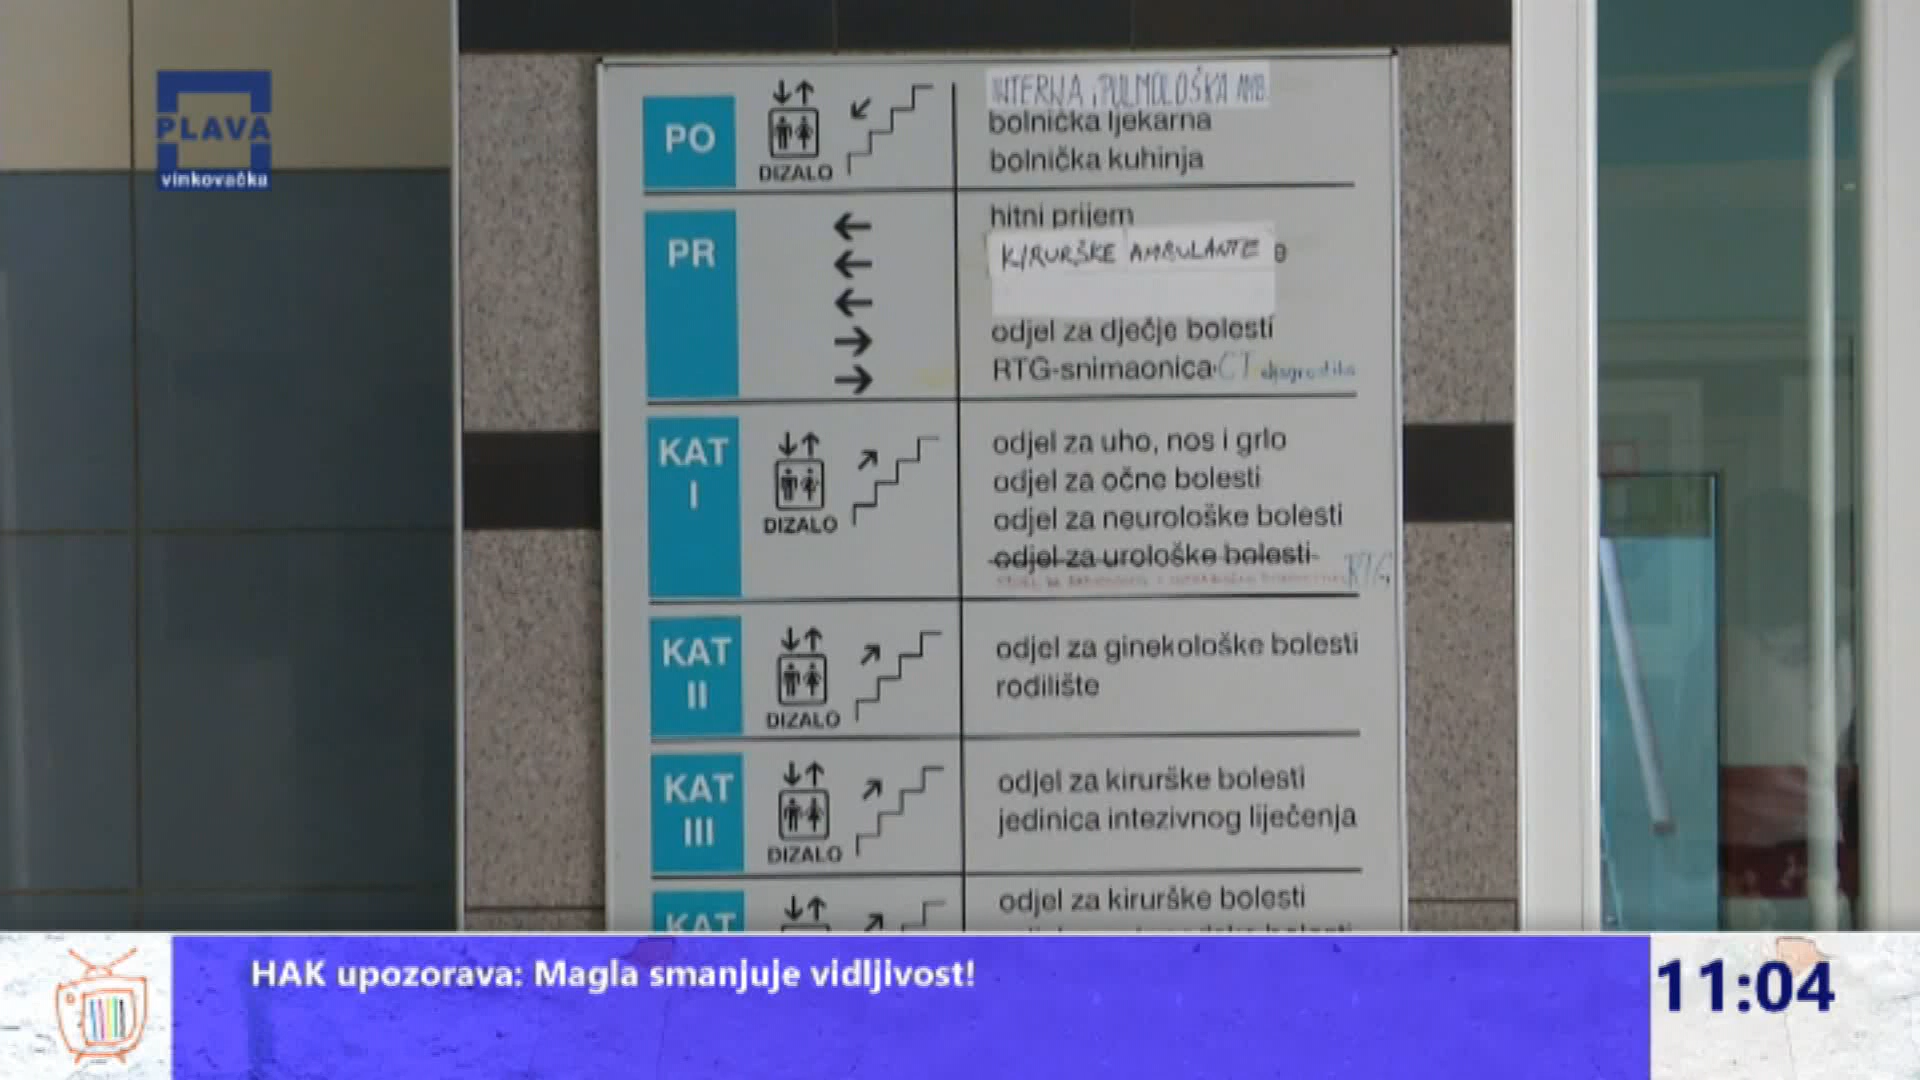 PLAVA
vinkovačka
PO
DIZALO
INTERNA i PULMOLOŠKA AMB.
bolnička ljekarna
bolnička kuhinja
PR
hitni prijem
KIRURŠKE AMBULANTE
odjel za dječje bolesti
RTG-snimaonica CT
KAT
I
DIZALO
odjel za uho, nos i grlo
odjel za očne bolesti
odjel za neurološke bolesti
odjel za urološke bolesti
RTG
KAT
II
DIZALO
odjel za ginekološke bolesti
rodilište
KAT
III
DIZALO
odjel za kirurške bolesti
jedinica intezivnog liječenja
KAT
odjel za kirurške bolesti
HAK upozorava: Magla smanjuje vidljivost!
11:04